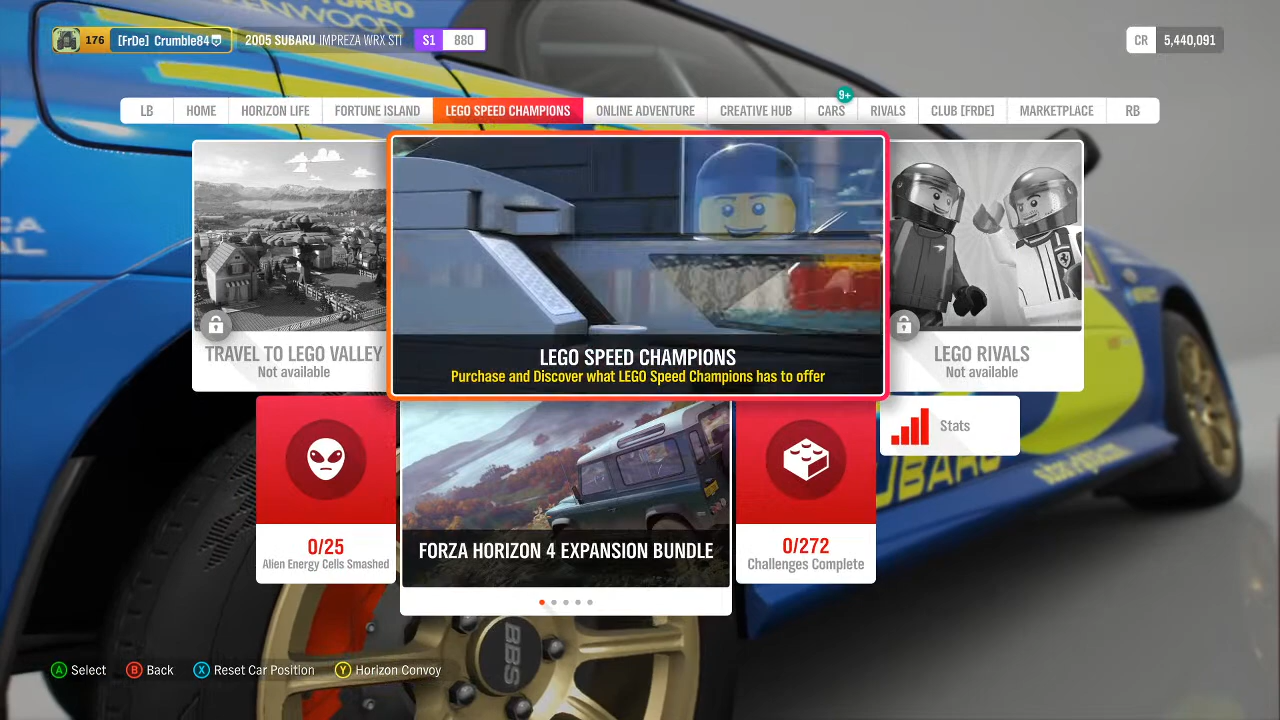 TURBO
KENWOOD
176 [FrDe] Crumble84 2005 SUBARU IMPREZA WRX STI S1 880
CR 5,440,091
LB HOME HORIZON LIFE FORTUNE ISLAND LEGO SPEED CHAMPIONS ONLINE ADVENTURE CREATIVE HUB CARS 9+ RIVALS CLUB [FRDE] MARKETPLACE RB
TRAVEL TO LEGO VALLEY
Not available
LEGO SPEED CHAMPIONS
Purchase and Discover what LEGO Speed Champions has to offer
LEGO RIVALS
Not available
0/25
Alien Energy Cells Smashed
FORZA HORIZON 4 EXPANSION BUNDLE
0/272
Challenges Complete
Stats
SUBARU
BBS
A Select B Back X Reset Car Position Y Horizon Convoy